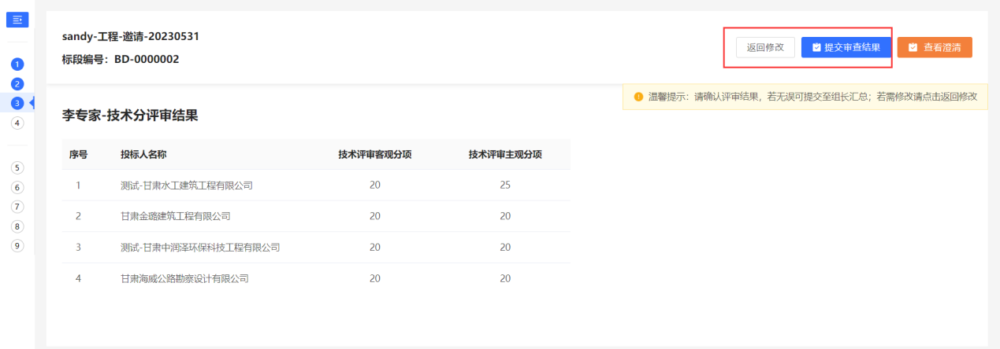 sandy-工程-邀请-20230531
标段编号：BD-0000002
返回修改 提交审查结果 查看澄清
温馨提示：请确认评审结果，若无误可提交至组长汇总；若需修改请点击返回修改
1
2
3
4
5
6
7
8
9
李专家-技术分评审结果
序号 投标人名称 技术评审客观分项 技术评审主观分项
1 测试-甘肃水工建筑工程有限公司 20 25
2 甘肃金璐建筑工程有限公司 20 20
3 测试-甘肃中润泽环保科技工程有限公司 20 20
4 甘肃海威公路勘察设计有限公司 20 20